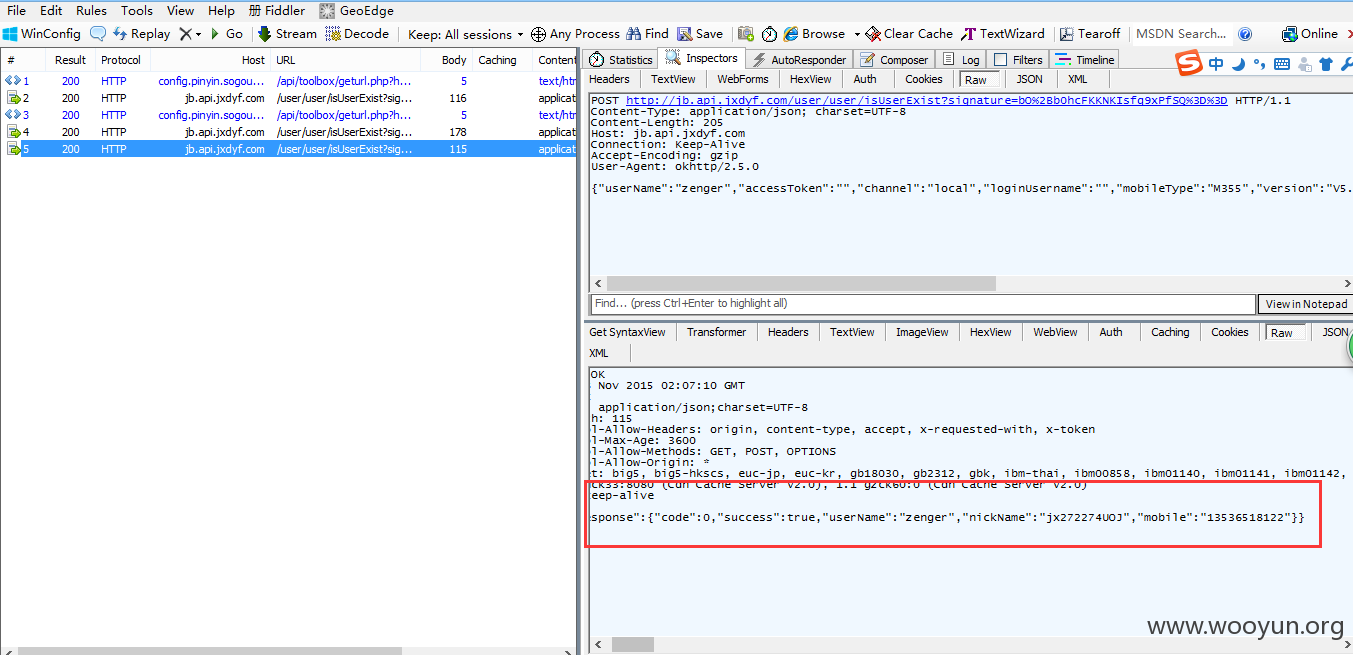 File Edit Rules Tools View Help 册 Fiddler GeoEdge
WinConfig Replay Go Stream Decode Keep: All sessions Any Process Find Save Browse Clear Cache TextWizard Tearoff MSDN Search... Online
# Result Protocol Host URL Body Caching Content
1 200 HTTP config.pinyin.sogou... /api/toolbox/geturl.php?h... 5 text/htm
2 200 HTTP jb.api.jxdyf.com /user/user/isUserExist?sig... 116 applicat
3 200 HTTP config.pinyin.sogou... /api/toolbox/geturl.php?h... 5 text/htm
4 200 HTTP jb.api.jxdyf.com /user/user/isUserExist?sig... 178 applicat
5 200 HTTP jb.api.jxdyf.com /user/user/isUserExist?sig... 115 applicat
Statistics Inspectors AutoResponder Composer Log Filters Timeline
Headers TextView WebForms HexView Auth Cookies Raw JSON XML
S 中
POST http://jb.api.jxdyf.com/user/user/isUserExist?signature=bO%2BbOhcFKKNKIsfq9xPfSQ%3D%3D HTTP/1.1
Content-Type: application/json; charset=UTF-8
Content-Length: 205
Host: jb.api.jxdyf.com
Connection: Keep-Alive
Accept-Encoding: gzip
User-Agent: okhttp/2.5.0
{"userName":"zenger","accessToken":"","channel":"local","loginUsername":"","mobileType":"M355","version":"V5.
Find... (press Ctrl+Enter to highlight all) View in Notepad
Get SyntaxView Transformer Headers TextView ImageView HexView WebView Auth Caching Cookies Raw JSON
XML
OK
Nov 2015 02:07:10 GMT
application/json;charset=UTF-8
h: 115
ol-Allow-Headers: origin, content-type, accept, x-requested-with, x-token
ol-Max-Age: 3600
ol-Allow-Methods: GET, POST, OPTIONS
ol-Allow-Origin: *
et: big5, big5-hkscs, euc-jp, euc-kr, gb18030, gb2312, gbk, ibm-thai, ibm00858, ibm01140, ibm01141, ibm01142,
ck33:8080 (Cdn Cache Server V2.0), 1.1 gzck60:0 (Cdn Cache Server V2.0)
eep-alive
esponse":{"code":0,"success":true,"userName":"zenger","nickName":"jx272274UOJ","mobile":"13536518122"}}
www.wooyun.org